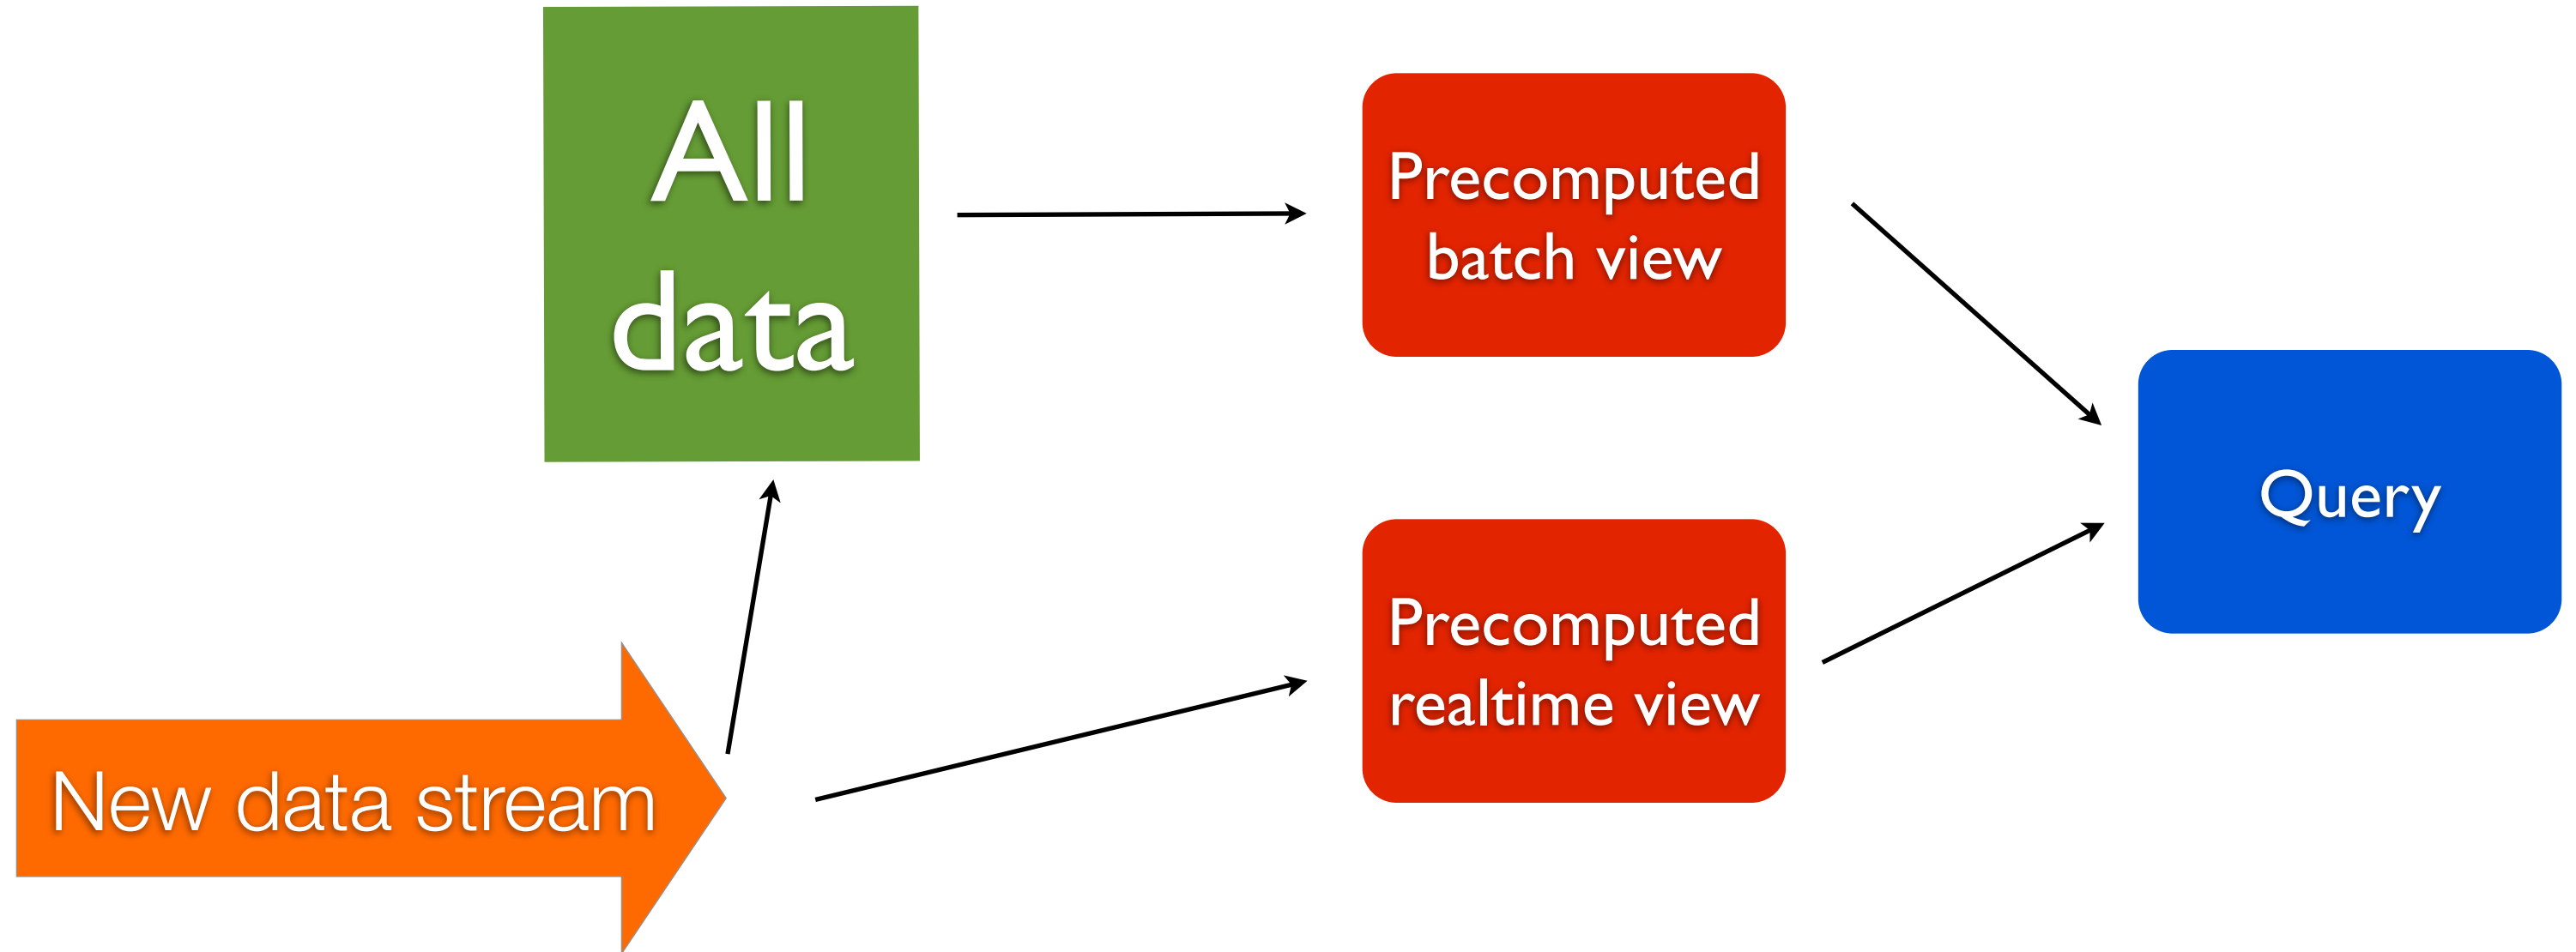 All
data
Precomputed
batch view
Query
Precomputed
realtime view
New data stream